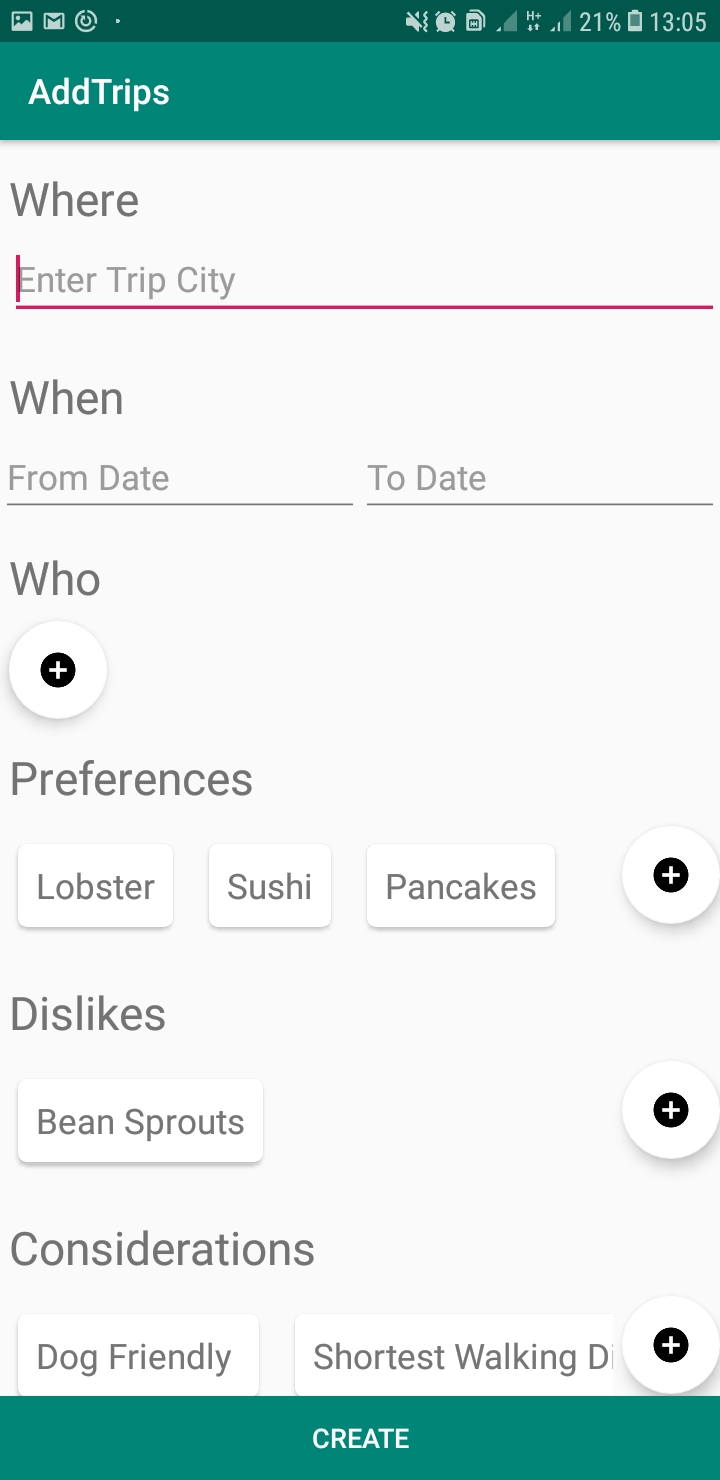 H+ 21% 13:05
AddTrips
Where
Enter Trip City
When
From Date To Date
Who
Preferences
Lobster Sushi Pancakes
Dislikes
Bean Sprouts
Considerations
Dog Friendly Shortest Walking Di
CREATE